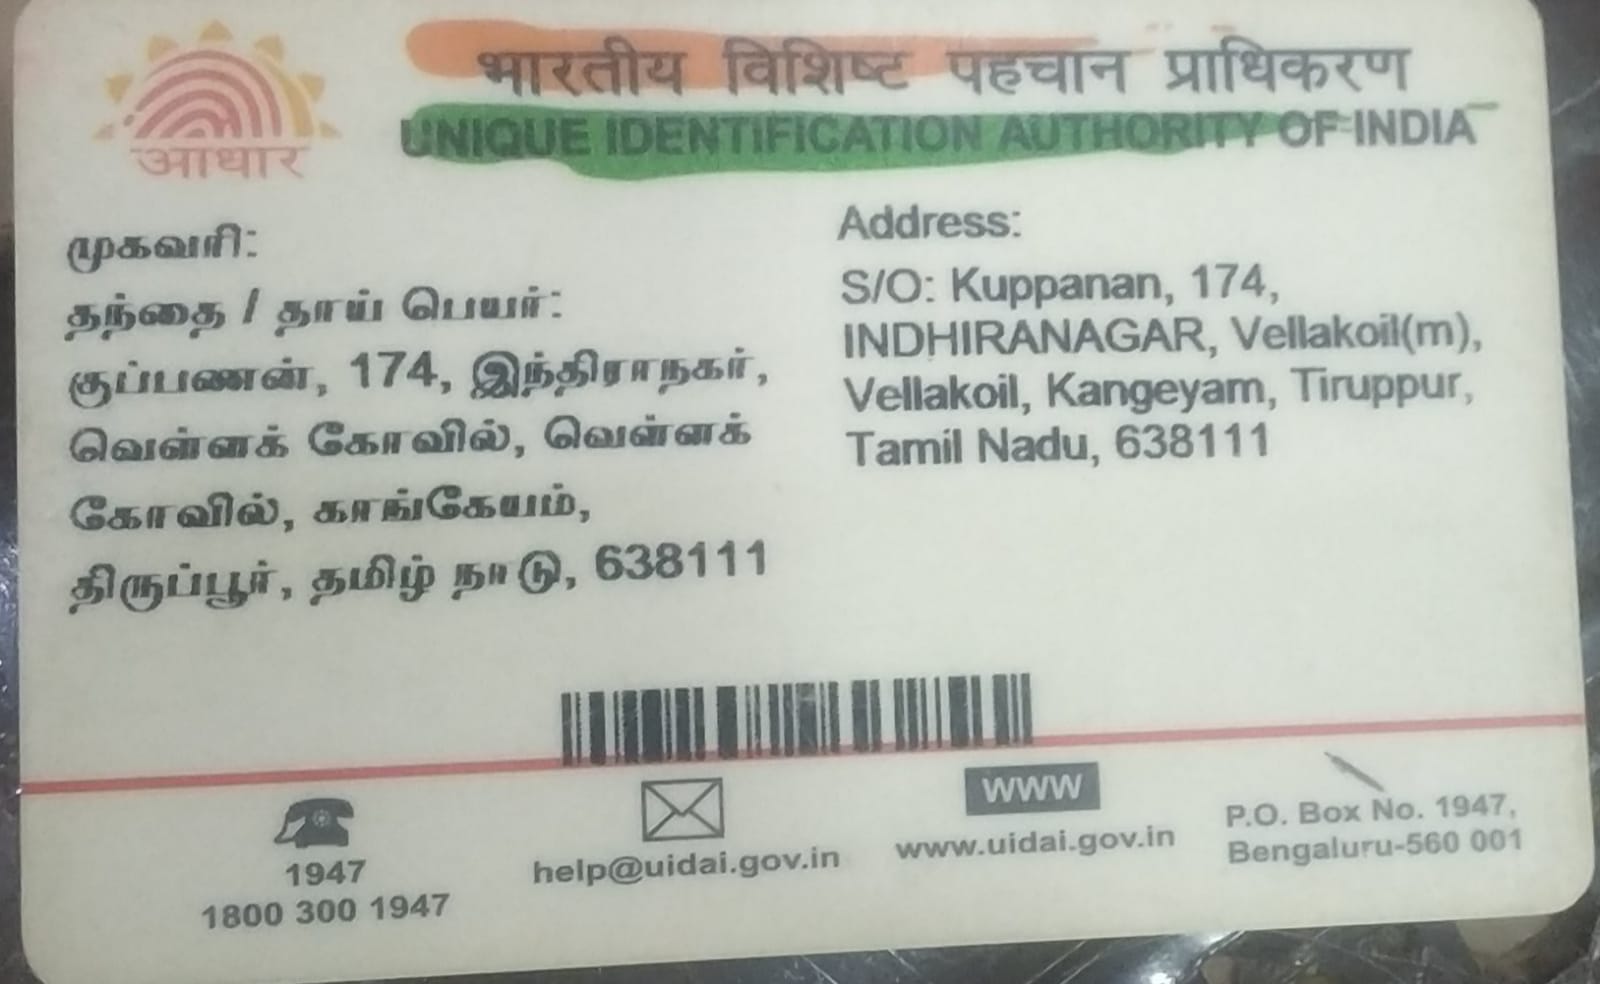 भारतीय विशिष्ट पहचान प्राधिकरण
UNIQUE IDENTIFICATION AUTHORITY OF INDIA
आधार
முகவரி:
தந்தை / தாய் பெயர்:
குப்பணன், 174, இந்திராநகர்,
வெள்ளக் கோவில், வெள்ளக்
கோவில், காங்கேயம்,
திருப்பூர், தமிழ் நாடு, 638111
Address:
S/O: Kuppanan, 174,
INDHIRANAGAR, Vellakoil(m),
Vellakoil, Kangeyam, Tiruppur,
Tamil Nadu, 638111
1947
1800 300 1947
help@uidai.gov.in
WWW
www.uidai.gov.in
P.O. Box No. 1947,
Bengaluru-560 001